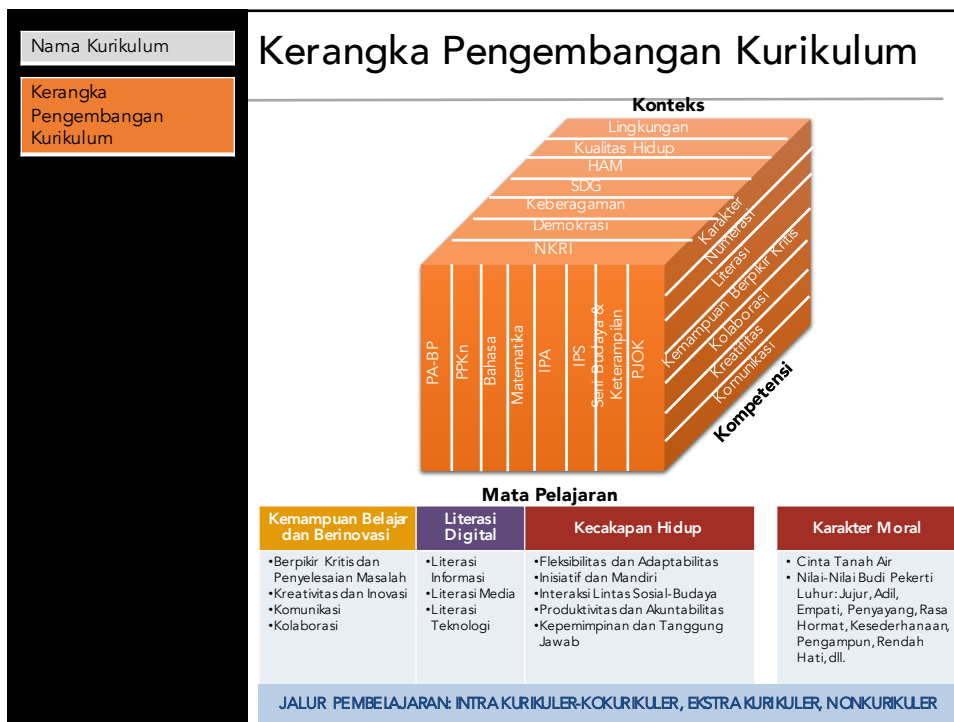 Nama Kurikulum
Kerangka
Pengembangan
Kurikulum
Kerangka Pengembangan Kurikulum
Konteks
Lingkungan
Kualitas Hidup
HAM
SDG
Keberagaman
Demokrasi
NKRI
Karakter
Numerasi
Literasi
Kemampuan Berpikir Kritis
Kolaborasi
Kreatifitas
Komunikasi
Kompetensi
PA-BP
PPKn
Bahasa
Matematika
IPA
IPS
Seni Budaya &
Keterampilan
PJOK
Mata Pelajaran
Kemampuan Belajar
dan Berinovasi
•Berpikir Kritis dan
Penyelesaian Masalah
•Kreativitas dan Inovasi
•Komunikasi
•Kolaborasi
Literasi
Digital
•Literasi
Informasi
•Literasi Media
•Literasi
Teknologi
Kecakapan Hidup
•Fleksibilitas dan Adaptabilitas
•Inisiatif dan Mandiri
•Interaksi Lintas Sosial-Budaya
•Produktivitas dan Akuntabilitas
•Kepemimpinan dan Tanggung
Jawab
Karakter Moral
• Cinta Tanah Air
• Nilai-Nilai Budi Pekerti
Luhur: Jujur, Adil,
Empati, Penyayang, Rasa
Hormat, Kesederhanaan,
Pengampun, Rendah
Hati, dll.
JALUR PEMBELAJARAN: INTRAKURIKULER-KOKURIKULER, EKSTRAKURIKULER, NONKURIKULER